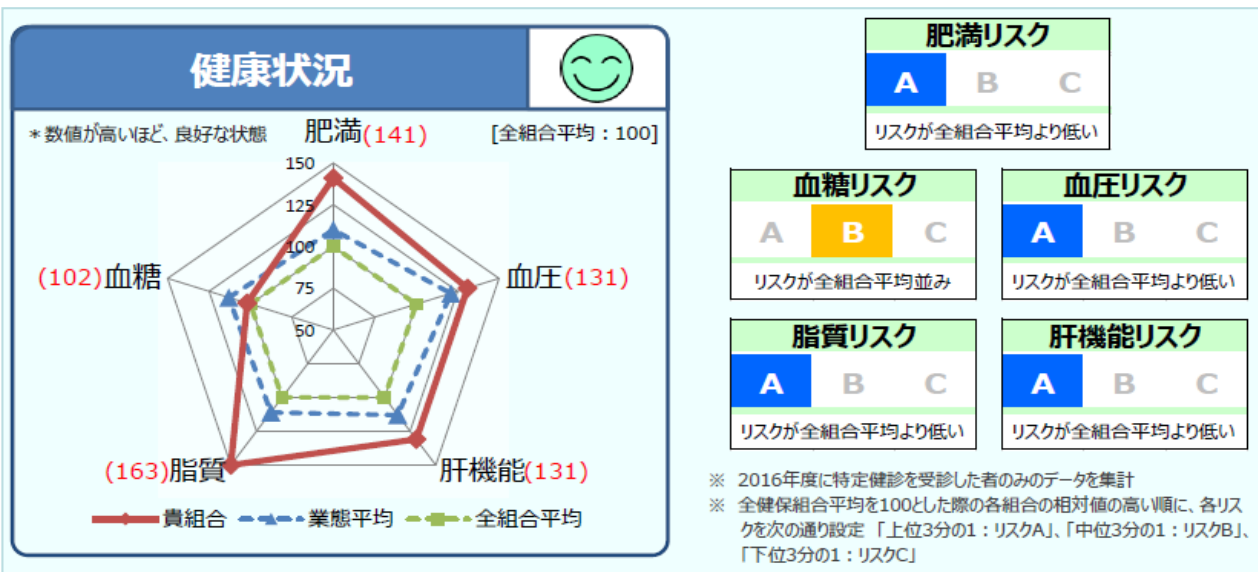 健康状況
＊数値が高いほど、良好な状態
肥満(141)
[全組合平均：100]
150
125
100
75
50
(102)血糖
血圧(131)
(163)脂質
肝機能(131)
貴組合 業態平均 全組合平均
肥満リスク
A B C
リスクが全組合平均より低い
血糖リスク
A B C
リスクが全組合平均並み
血圧リスク
A B C
リスクが全組合平均より低い
脂質リスク
A B C
リスクが全組合平均より低い
肝機能リスク
A B C
リスクが全組合平均より低い
※ 2016年度に特定健診を受診した者のみのデータを集計
※ 全健保組合平均を100とした際の各組合の相対値の高い順に、各リス
クを次の通り設定 「上位3分の1：リスクA」、「中位3分の1：リスクB」、
「下位3分の1：リスクC」